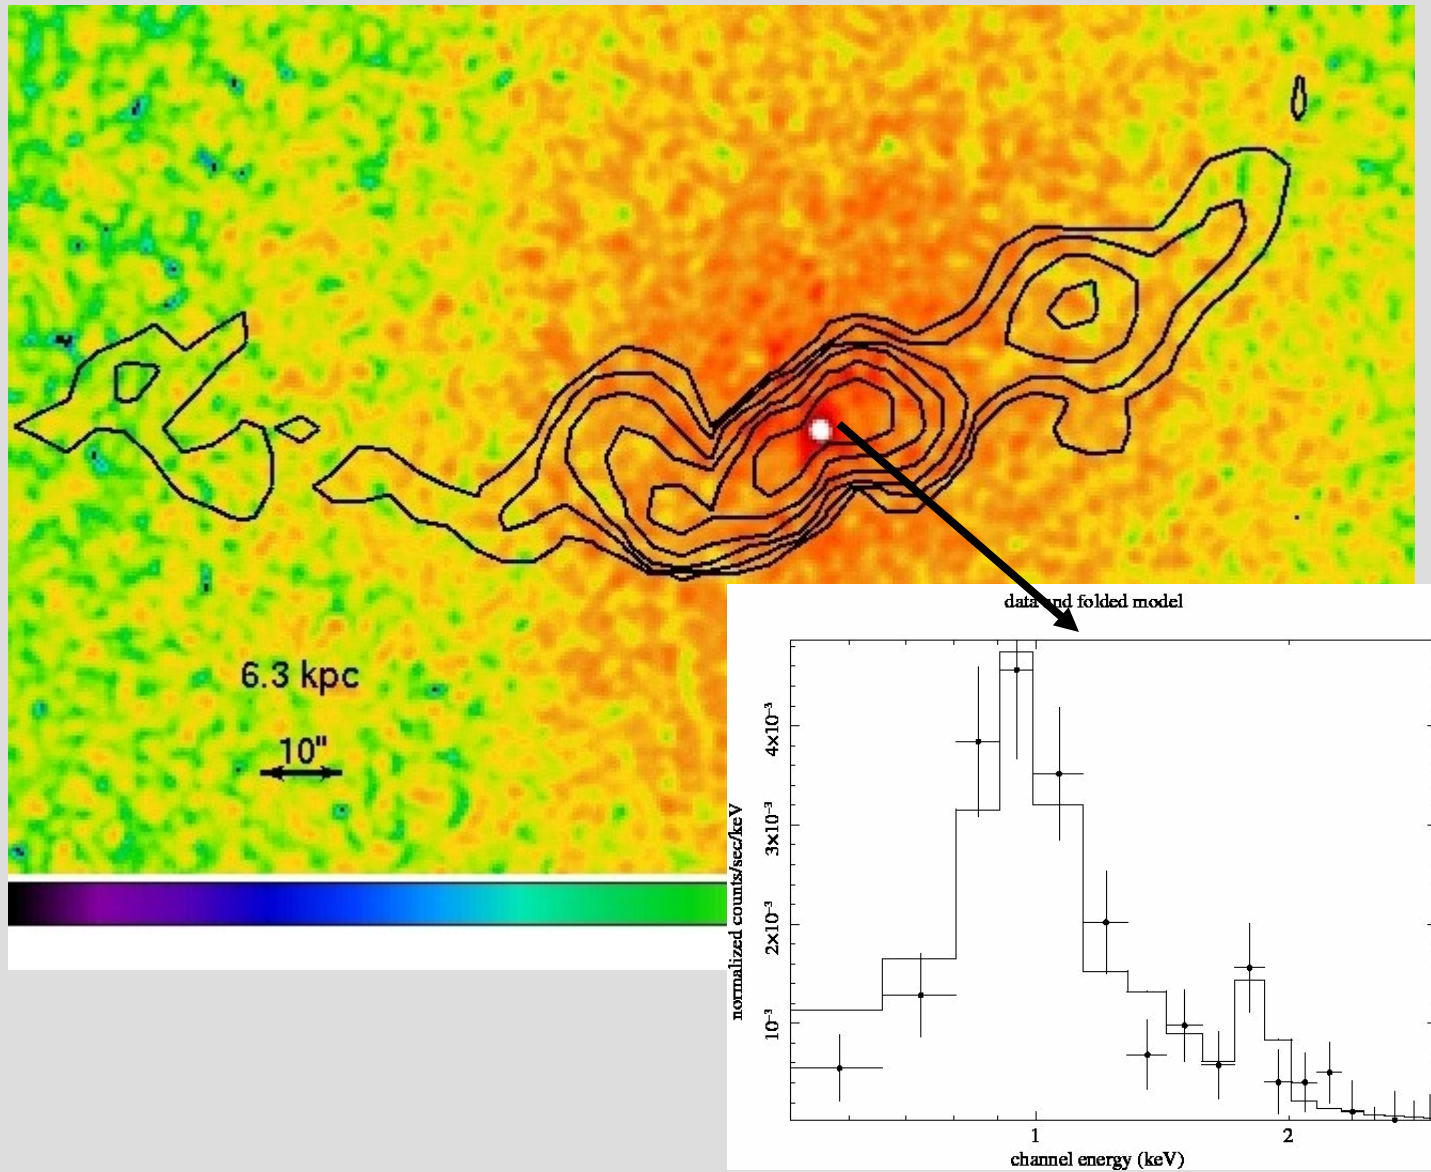 6.3 kpc
10"
data and folded model
normalized counts/sec/keV
4×10⁻³
3×10⁻³
2×10⁻³
10⁻³
1
2
channel energy (keV)